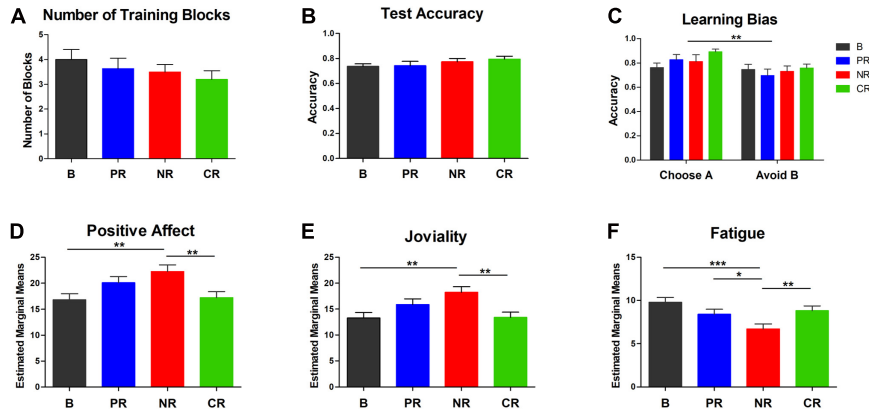 A
Number of Training Blocks
Number of Blocks
5
4
3
2
1
0
B PR NR CR
B
Test Accuracy
Accuracy
1.0
0.8
0.6
0.4
0.2
0.0
B PR NR CR
C
Learning Bias
Accuracy
1.0
0.8
0.6
0.4
0.2
0.0
**
Choose A Avoid B
B
PR
NR
CR
D
Positive Affect
Estimated Marginal Means
25
20
15
10
5
0
** **
B PR NR CR
E
Joviality
Estimated Marginal Means
25
20
15
10
5
0
** **
B PR NR CR
F
Fatigue
Estimated Marginal Means
15
10
5
0
***
* **
B PR NR CR